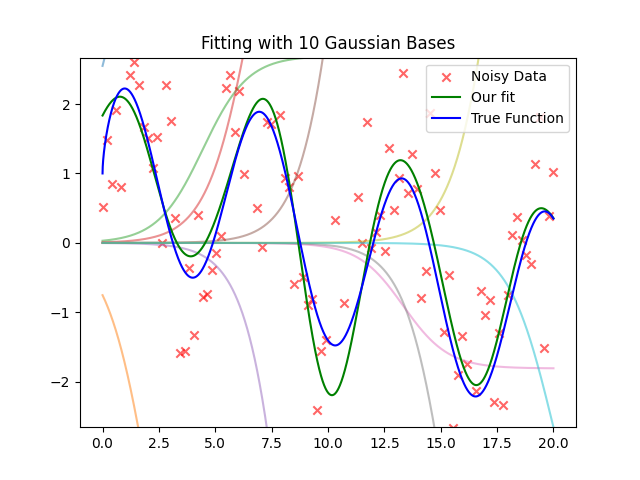 Fitting with 10 Gaussian Bases
Noisy Data
Our fit
True Function
2
1
0
−1
−2
0.0 2.5 5.0 7.5 10.0 12.5 15.0 17.5 20.0